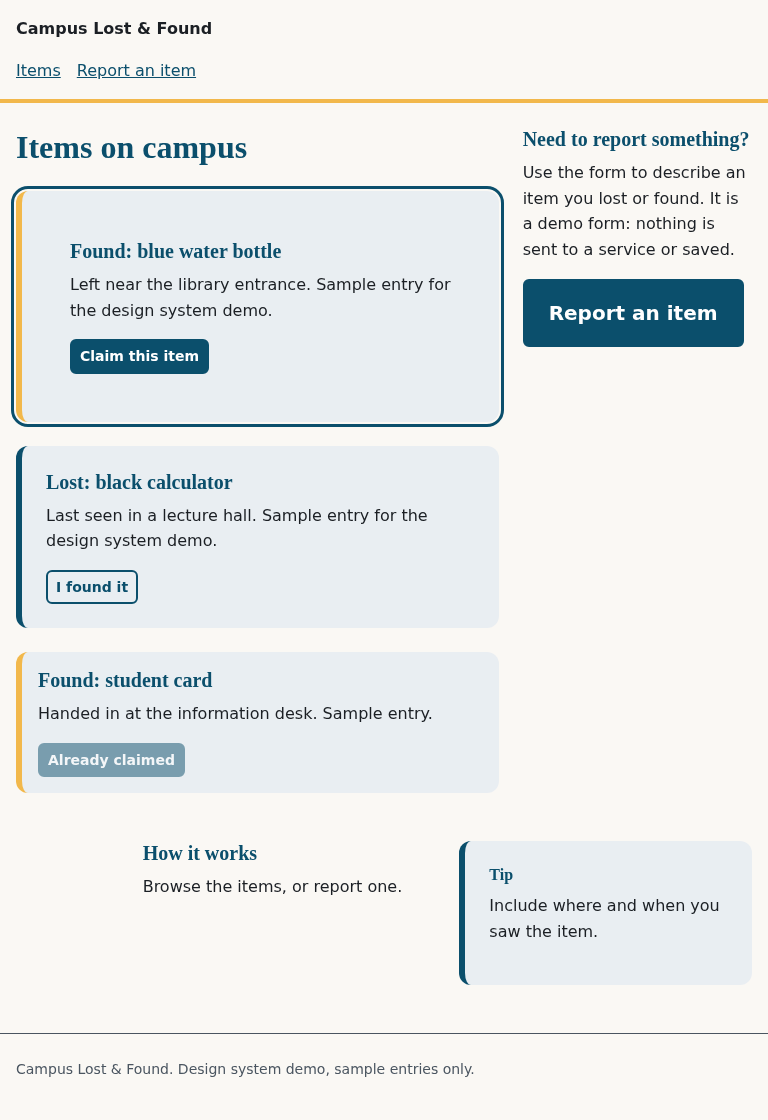 Campus Lost & Found
Items Report an item
Items on campus
Found: blue water bottle
Left near the library entrance. Sample entry for
the design system demo.
Claim this item
Lost: black calculator
Last seen in a lecture hall. Sample entry for the
design system demo.
I found it
Found: student card
Handed in at the information desk. Sample entry.
Already claimed
Need to report something?
Use the form to describe an
item you lost or found. It is
a demo form: nothing is
sent to a service or saved.
Report an item
How it works
Browse the items, or report one.
Tip
Include where and when you
saw the item.
Campus Lost & Found. Design system demo, sample entries only.